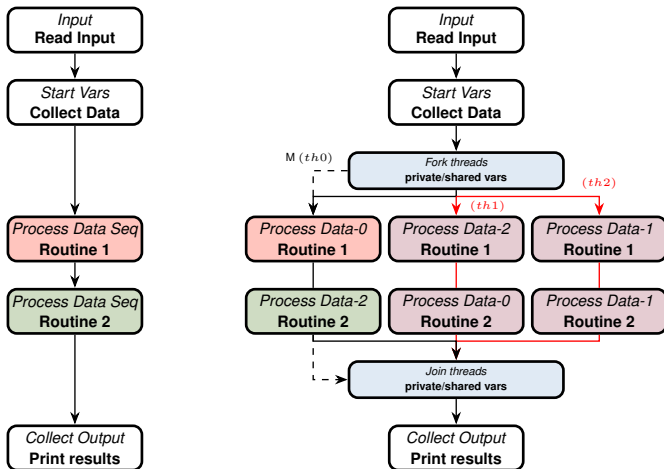 Input
Read Input
Start Vars
Collect Data
Process Data Seq
Routine 1
Process Data Seq
Routine 2
Collect Output
Print results
Input
Read Input
Start Vars
Collect Data
M(th0)
Fork threads
private/shared vars
(th2)
(th1)
Process Data-0
Routine 1
Process Data-2
Routine 1
Process Data-1
Routine 1
Process Data-2
Routine 2
Process Data-0
Routine 2
Process Data-1
Routine 2
Join threads
private/shared vars
Collect Output
Print results